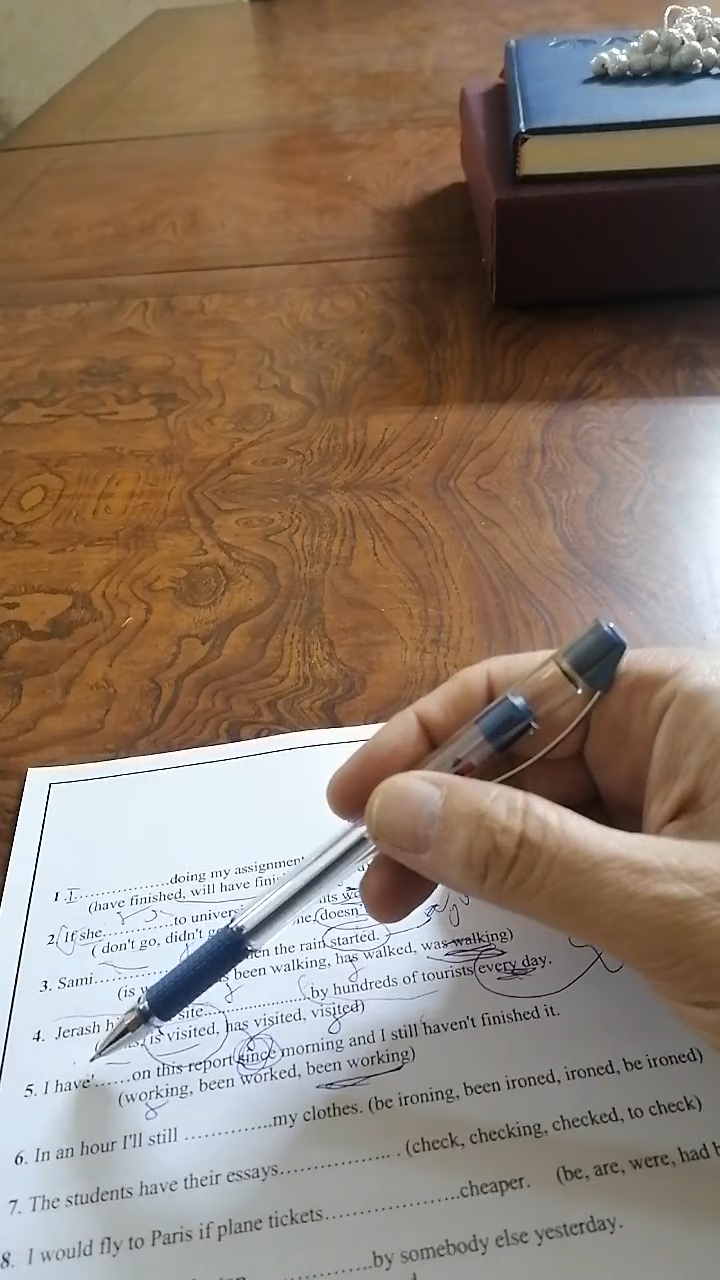 1 .I................doing my assignment
(have finished, will have
2. If she............to
( don't go, didn't
(doesn'
3. Sami............ the rain started.
been walking, has walked, was walking)
4. Jerash site....................by hundreds of tourists every day.
is visited, has visited, visited)
5. I have'......on this report since morning and I still haven't finished it.
(working, been worked, been working)
6. In an hour I'll still ..............my clothes. (be ironing, been ironed, ironed, be ironing)
7. The students have their essays.................. . (check, checking, checked, to check)
8. I would fly to Paris if plane tickets.....................cheaper. (be, are, were, had
by somebody else yesterday.